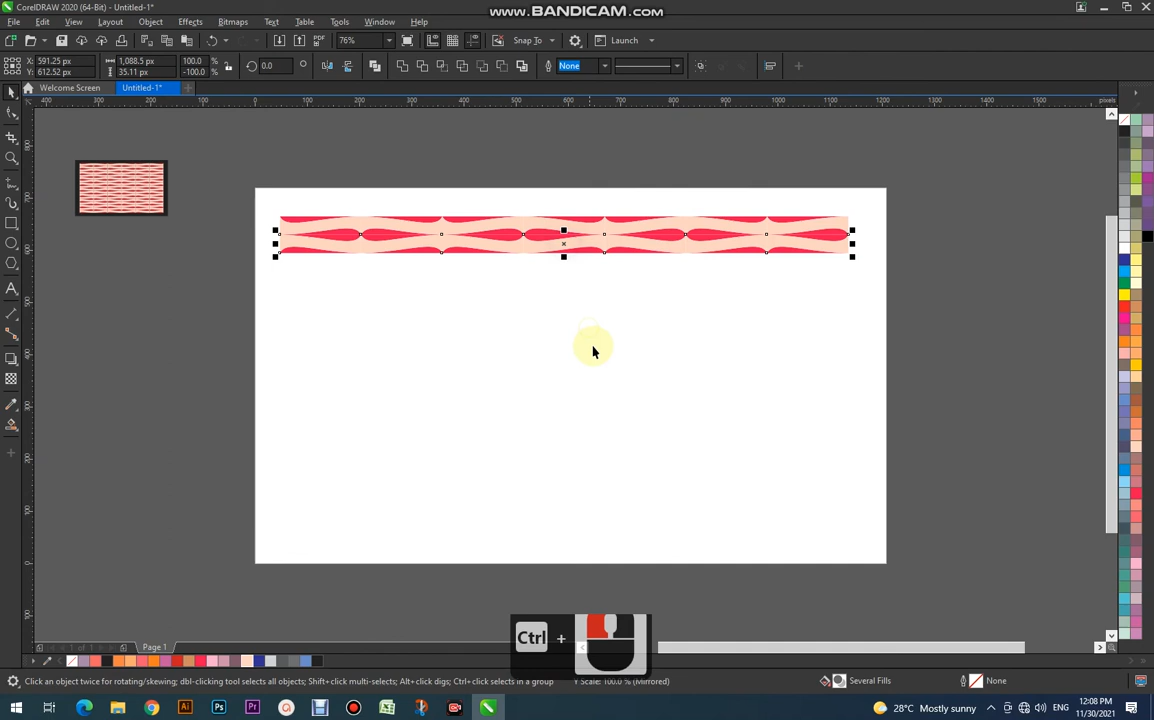 CorelDRAW 2020 (64-Bit) - Untitled-1*
www.BANDICAM.com
File Edit View Layout Object Effects Bitmaps Text Table Tools Window Help
76% Snap To Launch
X: 591.25 px 1,088.5 px 100.0 %
Y: 612.52 px 35.11 px -100.0 % 0.0 ° None
Welcome Screen Untitled-1*
pixels
Ctrl +
Page 1
Click an object twice for rotating/skewing; dbl-clicking tool selects all objects; Shift+click multi-selects; Alt+click digs; Ctrl+click selects in a group Y Scale: 100.0 % (Mirrored) Several Fills None
28°C Mostly sunny ENG 12:08 PM
11/30/2021